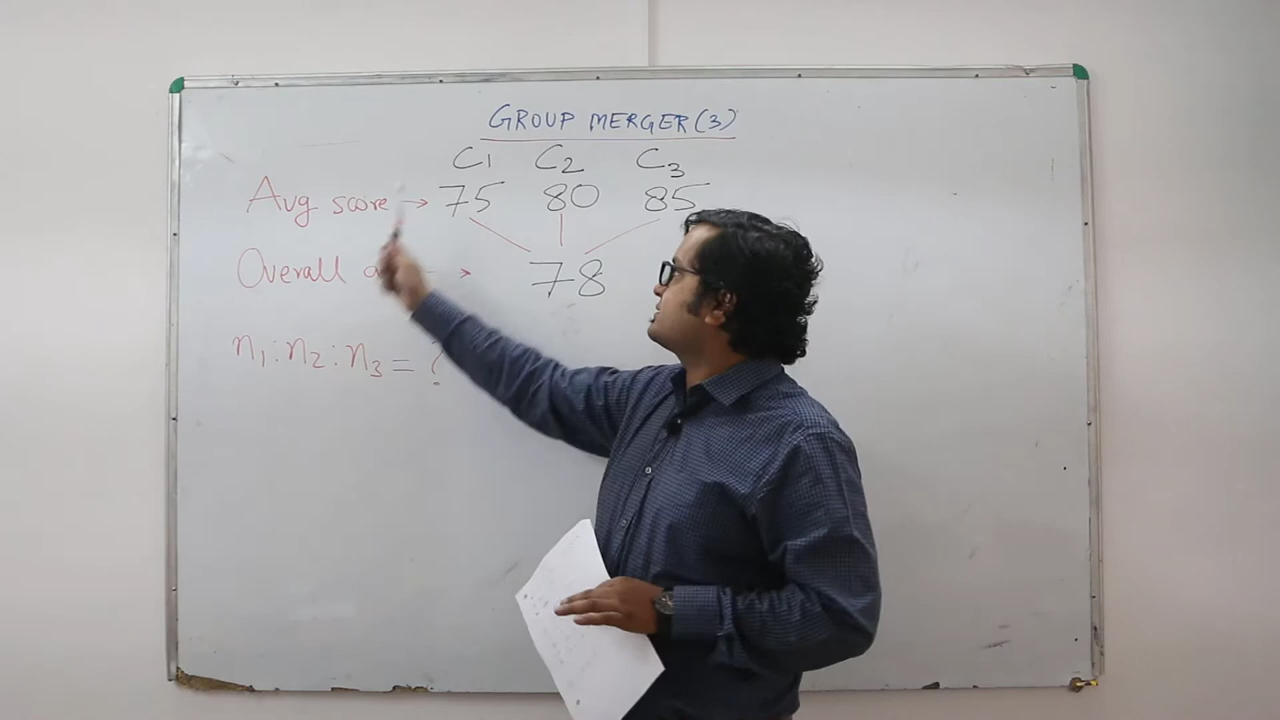 GROUP MERGER (3)
C1 C2 C3
Avg score → 75 80 85
Overall → 78
n1 : n2 : n3 = ?